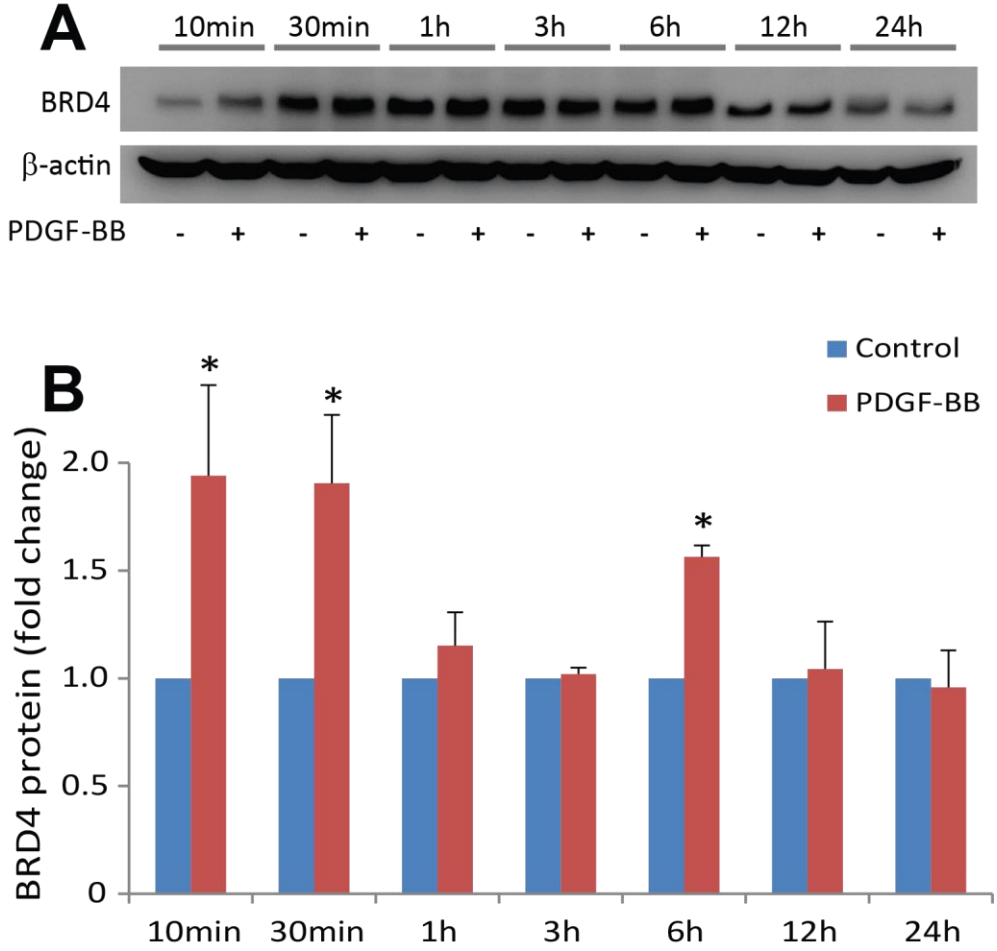 A
10min 30min 1h 3h 6h 12h 24h
BRD4
β-actin
PDGF-BB - + - + - + - + - + - + - +
B
Control
PDGF-BB
BRD4 protein (fold change)
* * *
2.0
1.5
1.0
0.5
0
10min 30min 1h 3h 6h 12h 24h